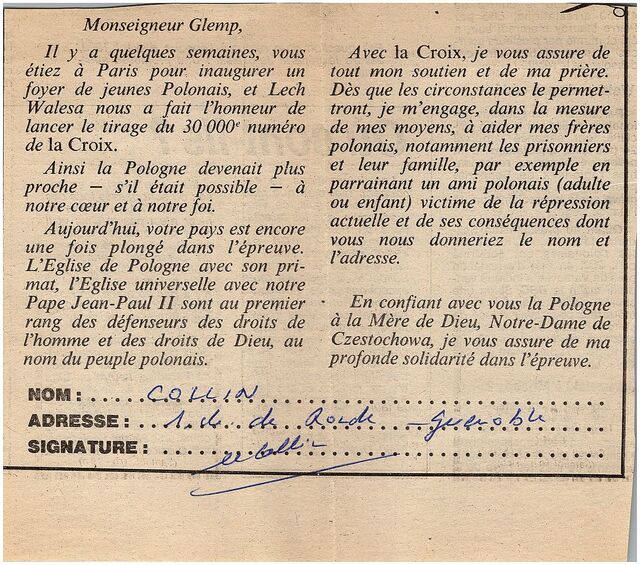 Monseigneur Glemp,
Il y a quelques semaines, vous
étiez à Paris pour inaugurer un
foyer de jeunes Polonais, et Lech
Walesa nous a fait l'honneur de
lancer le tirage du 30 000e numéro
de la Croix.
Ainsi la Pologne devenait plus
proche — s'il était possible — à
notre cœur et à notre foi.
Aujourd'hui, votre pays est encore
une fois plongé dans l'épreuve.
L'Eglise de Pologne avec son pri-
mat, l'Eglise universelle avec notre
Pape Jean-Paul II sont au premier
rang des défenseurs des droits de
l'homme et des droits de Dieu, au
nom du peuple polonais.
Avec la Croix, je vous assure de
tout mon soutien et de ma prière.
Dès que les circonstances le permet-
tront, je m'engage, dans la mesure
de mes moyens, à aider mes frères
polonais, notamment les prisonniers
et leur famille, par exemple en
parrainant un ami polonais (adulte
ou enfant) victime de la répression
actuelle et de ses conséquences dont
vous nous donneriez le nom et
l'adresse.
En confiant avec vous la Pologne
à la Mère de Dieu, Notre-Dame de
Czestochowa, je vous assure de ma
profonde solidarité dans l'épreuve.
NOM : COLLIN
ADRESSE : de Grenoble
SIGNATURE :